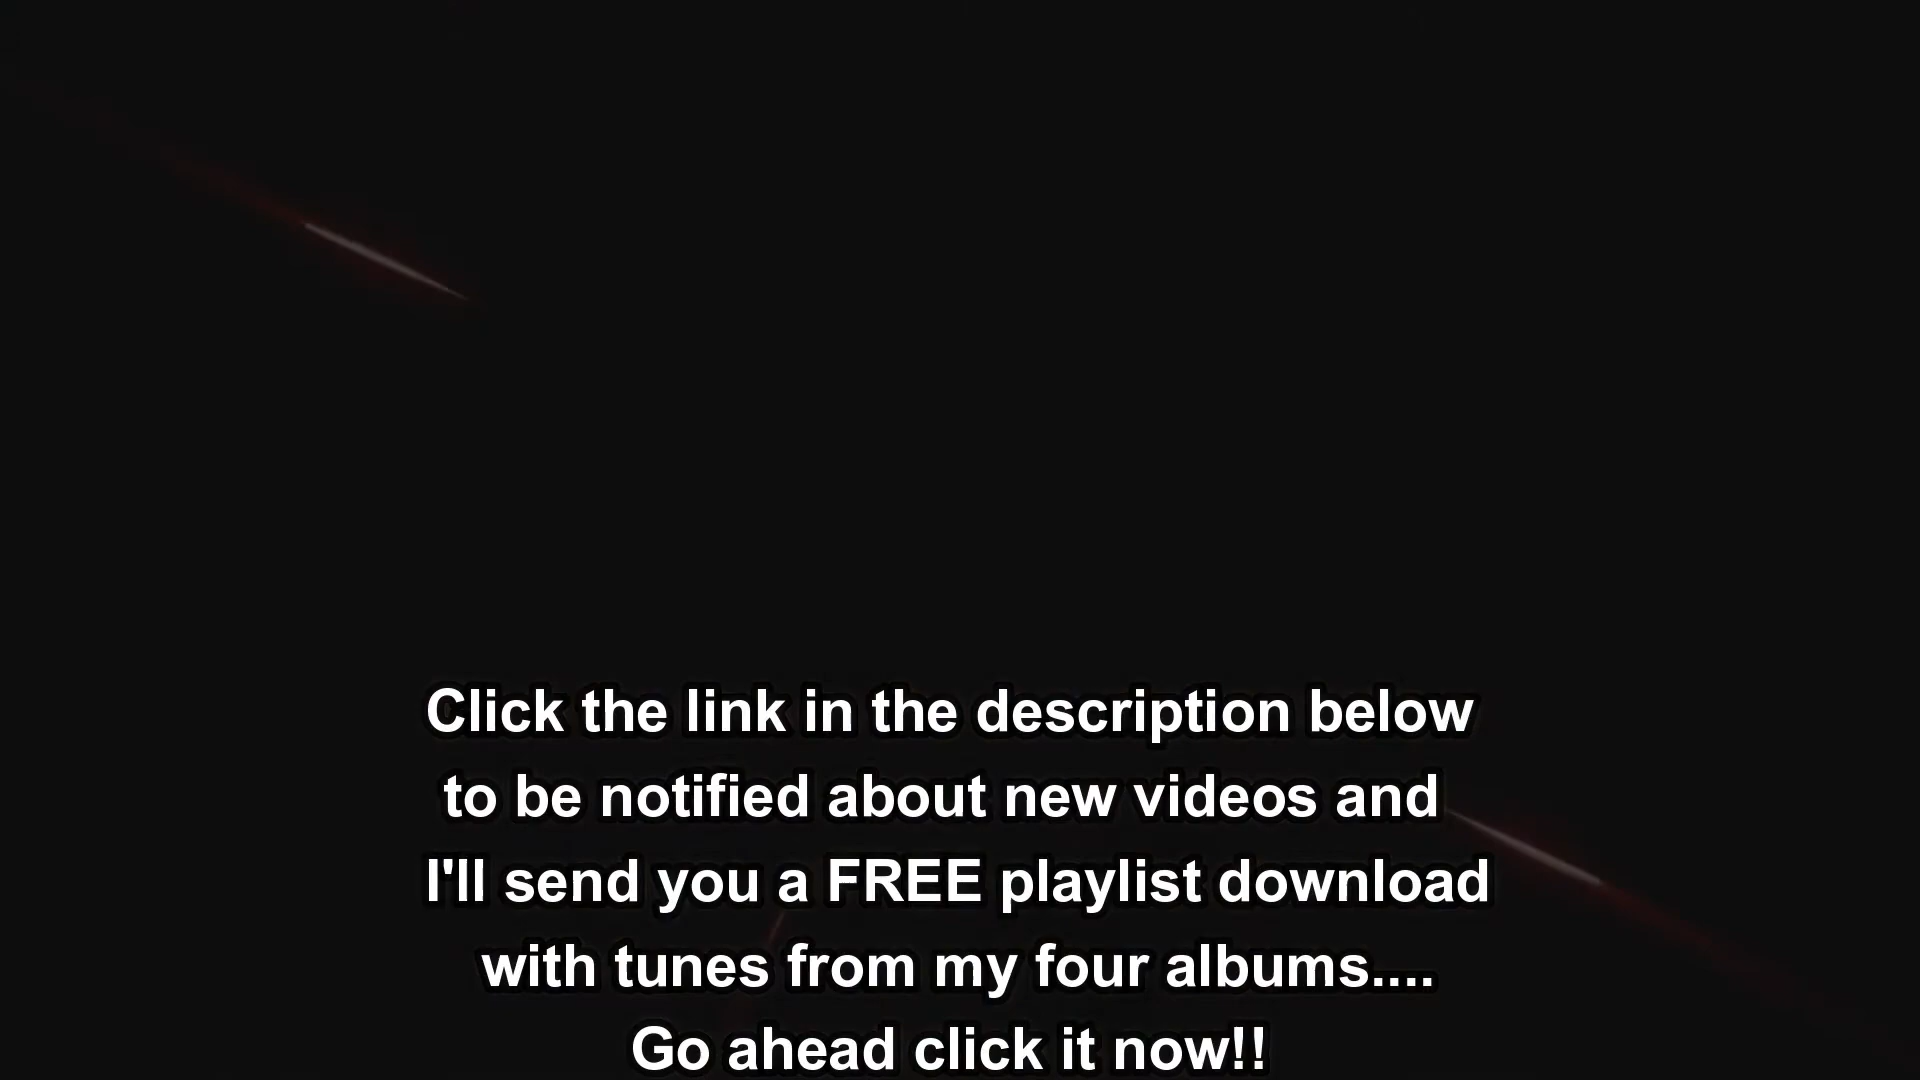 Click the link in the description below
to be notified about new videos and
I'll send you a FREE playlist download
with tunes from my four albums....
Go ahead click it now!!